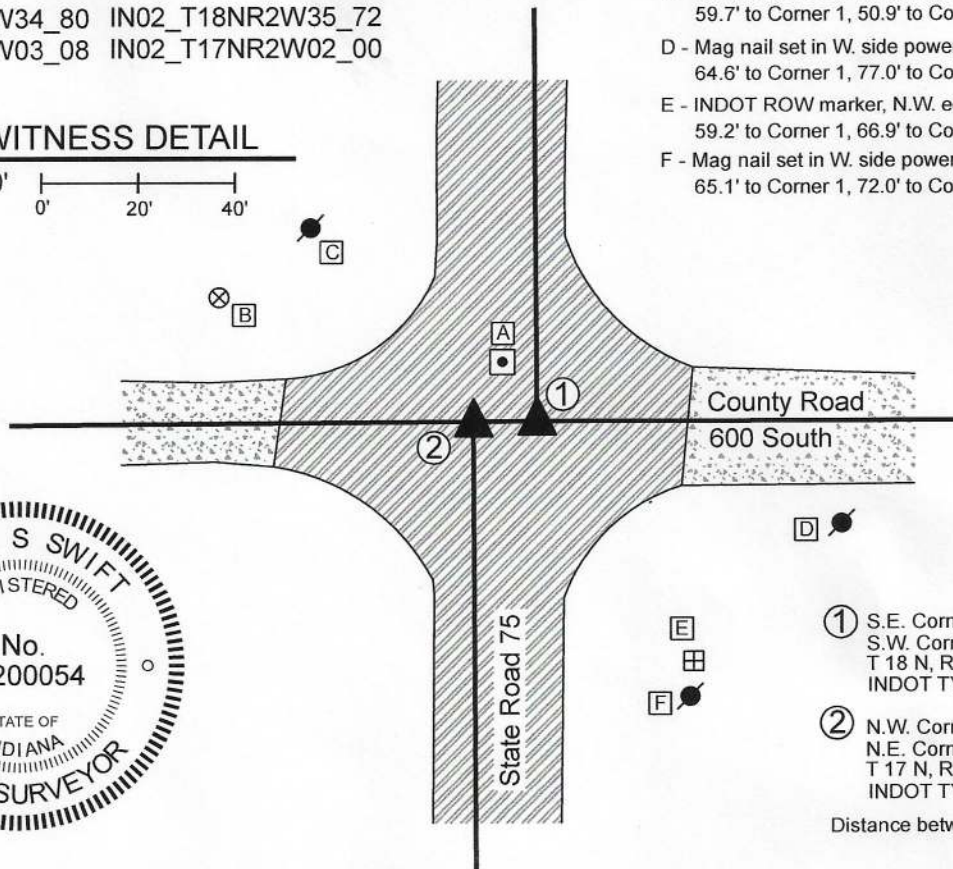 W34_80 IN02_T18NR2W35_72
W03_08 IN02_T17NR2W02_00
WITNESS DETAIL
0' 20' 40'
59.7' to Corner 1, 50.9' to Co
D - Mag nail set in W. side power
64.6' to Corner 1, 77.0' to Co
E - INDOT ROW marker, N.W. e
59.2' to Corner 1, 66.9' to Co
F - Mag nail set in W. side power
65.1' to Corner 1, 72.0' to Co
C
B
A
1
2
County Road
600 South
D
E
F
State Road 75
S SWIFT
ISTERED
No.
200054
TATE OF
DIANA
SURVEYOR
1 S.E. Corn
S.W. Corn
T 18 N, R
INDOT TY
2 N.W. Corn
N.E. Corn
T 17 N, R
INDOT TY
Distance betw